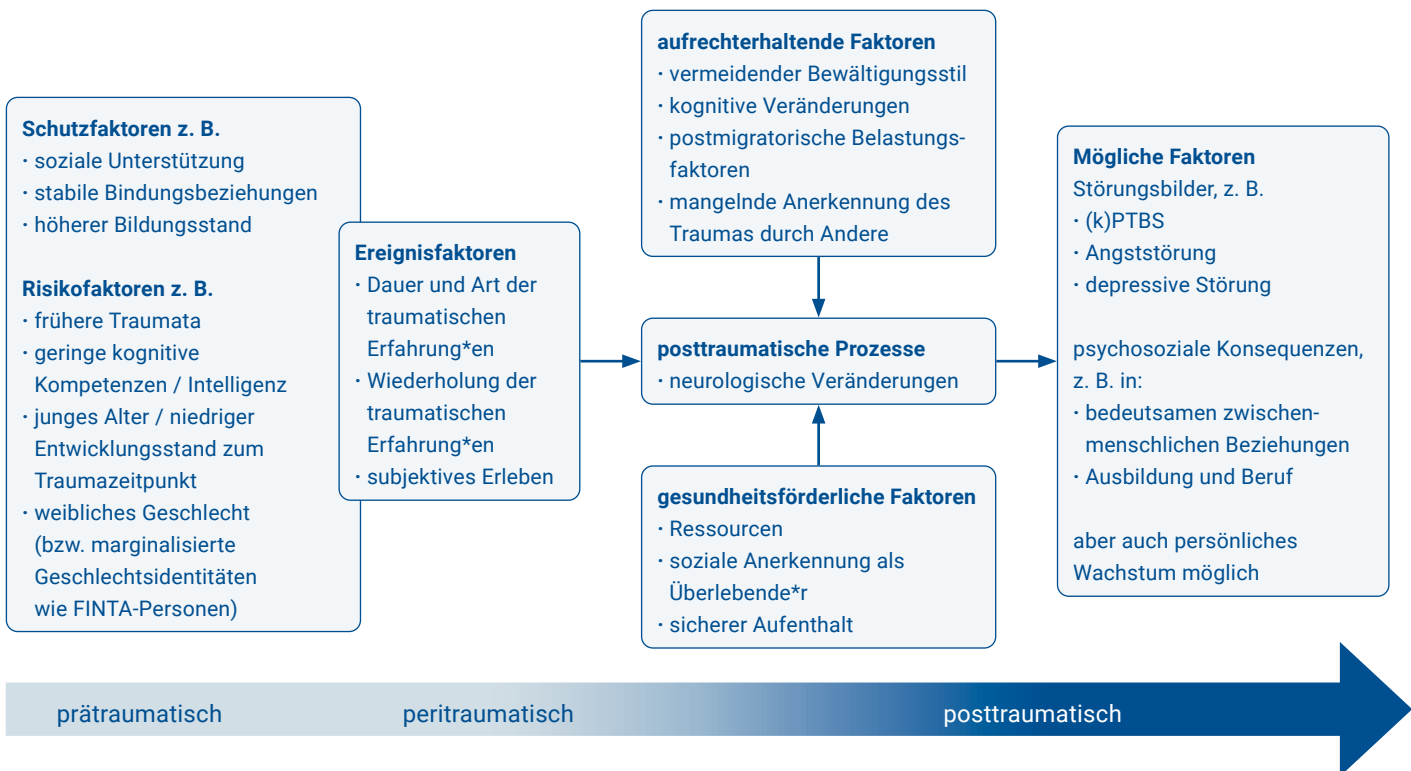 Schutzfaktoren z. B.
· soziale Unterstützung
· stabile Bindungsbeziehungen
· höherer Bildungsstand
Risikofaktoren z. B.
· frühere Traumata
· geringe kognitive
Kompetenzen / Intelligenz
· junges Alter / niedriger
Entwicklungsstand zum
Traumazeitpunkt
· weibliches Geschlecht
(bzw. marginalisierte
Geschlechtsidentitäten
wie FINTA-Personen)
Ereignisfaktoren
· Dauer und Art der
traumatischen
Erfahrung*en
· Wiederholung der
traumatischen
Erfahrung*en
· subjektives Erleben
aufrechterhaltende Faktoren
· vermeidender Bewältigungsstil
· kognitive Veränderungen
· postmigratorische Belastungs-
faktoren
· mangelnde Anerkennung des
Traumas durch Andere
posttraumatische Prozesse
· neurologische Veränderungen
gesundheitsförderliche Faktoren
· Ressourcen
· soziale Anerkennung als
Überlebende*r
· sicherer Aufenthalt
Mögliche Faktoren
Störungsbilder, z. B.
· (k)PTBS
· Angststörung
· depressive Störung
psychosoziale Konsequenzen,
z. B. in:
· bedeutsamen zwischen-
menschlichen Beziehungen
· Ausbildung und Beruf
aber auch persönliches
Wachstum möglich
prätraumatisch
peritraumatisch
posttraumatisch